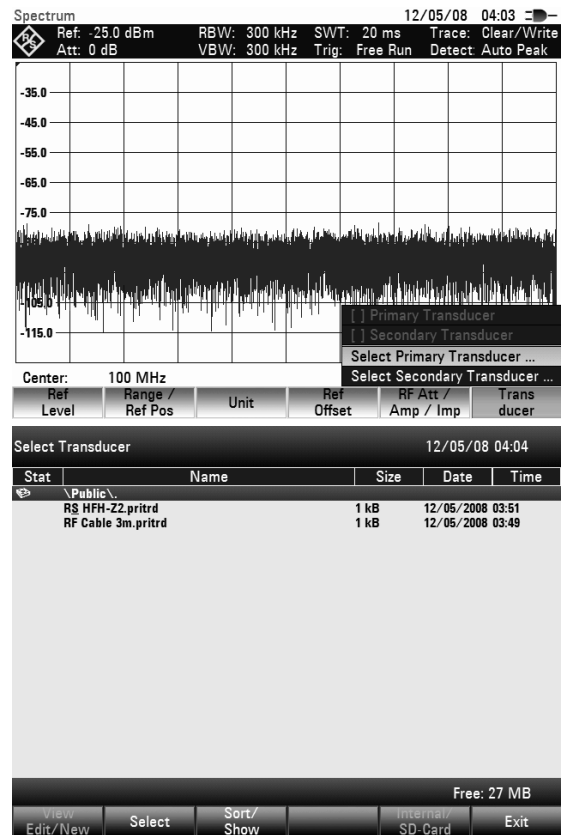 Spectrum 12/05/08 04:03
Ref: -25.0 dBm RBW: 300 kHz SWT: 20 ms Trace: Clear/Write
Att: 0 dB VBW: 300 kHz Trig: Free Run Detect: Auto Peak
-35.0
-45.0
-55.0
-65.0
-75.0
-105.0
-115.0
[ ] Primary Transducer
[ ] Secondary Transducer
Select Primary Transducer ...
Select Secondary Transducer ...
Center: 100 MHz
Ref Level
Range / Ref Pos
Unit
Ref Offset
RF Att / Amp / Imp
Trans ducer
Select Transducer 12/05/08 04:04
Stat Name Size Date Time
\Public\.
RS HFH-Z2.pritrd 1 kB 12/05/2008 03:51
RF Cable 3m.pritrd 1 kB 12/05/2008 03:49
Free: 27 MB
View Edit/New
Select
Sort/ Show
Internal/ SD-Card
Exit